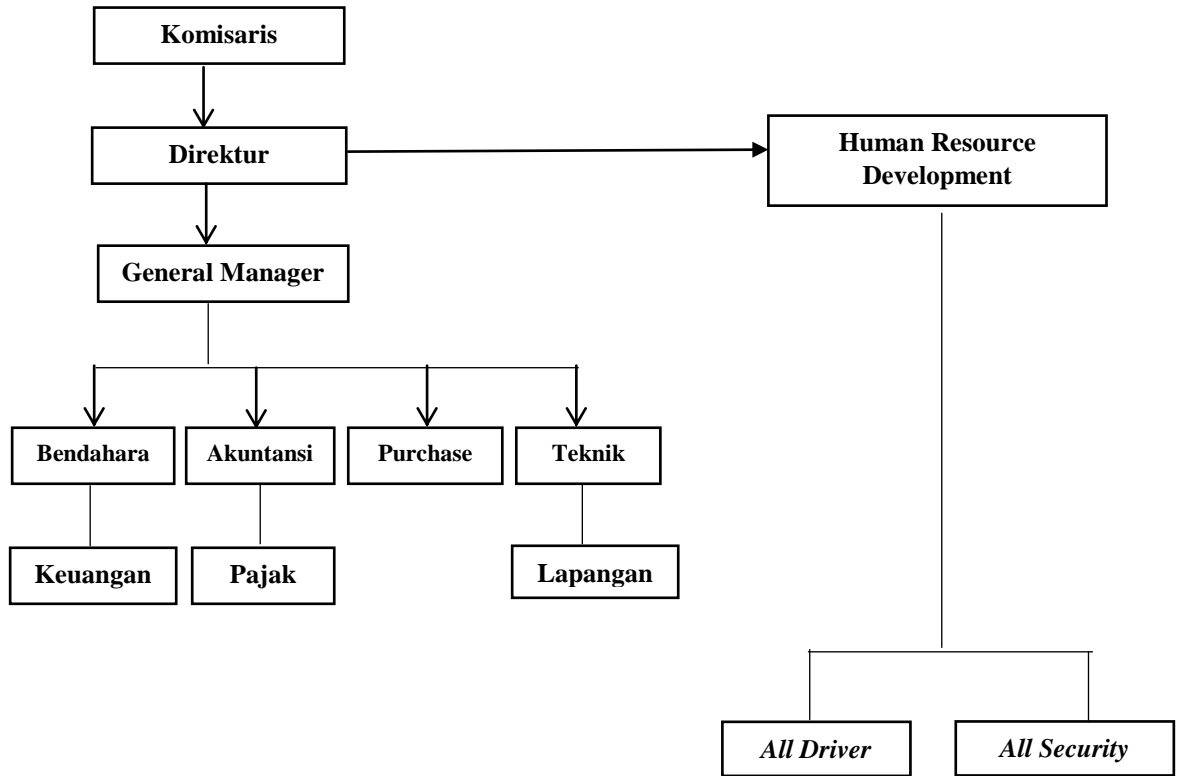 Komisaris
Direktur
Human Resource
Development
General Manager
Bendahara
Akuntansi
Purchase
Teknik
Keuangan
Pajak
Lapangan
All Driver
All Security